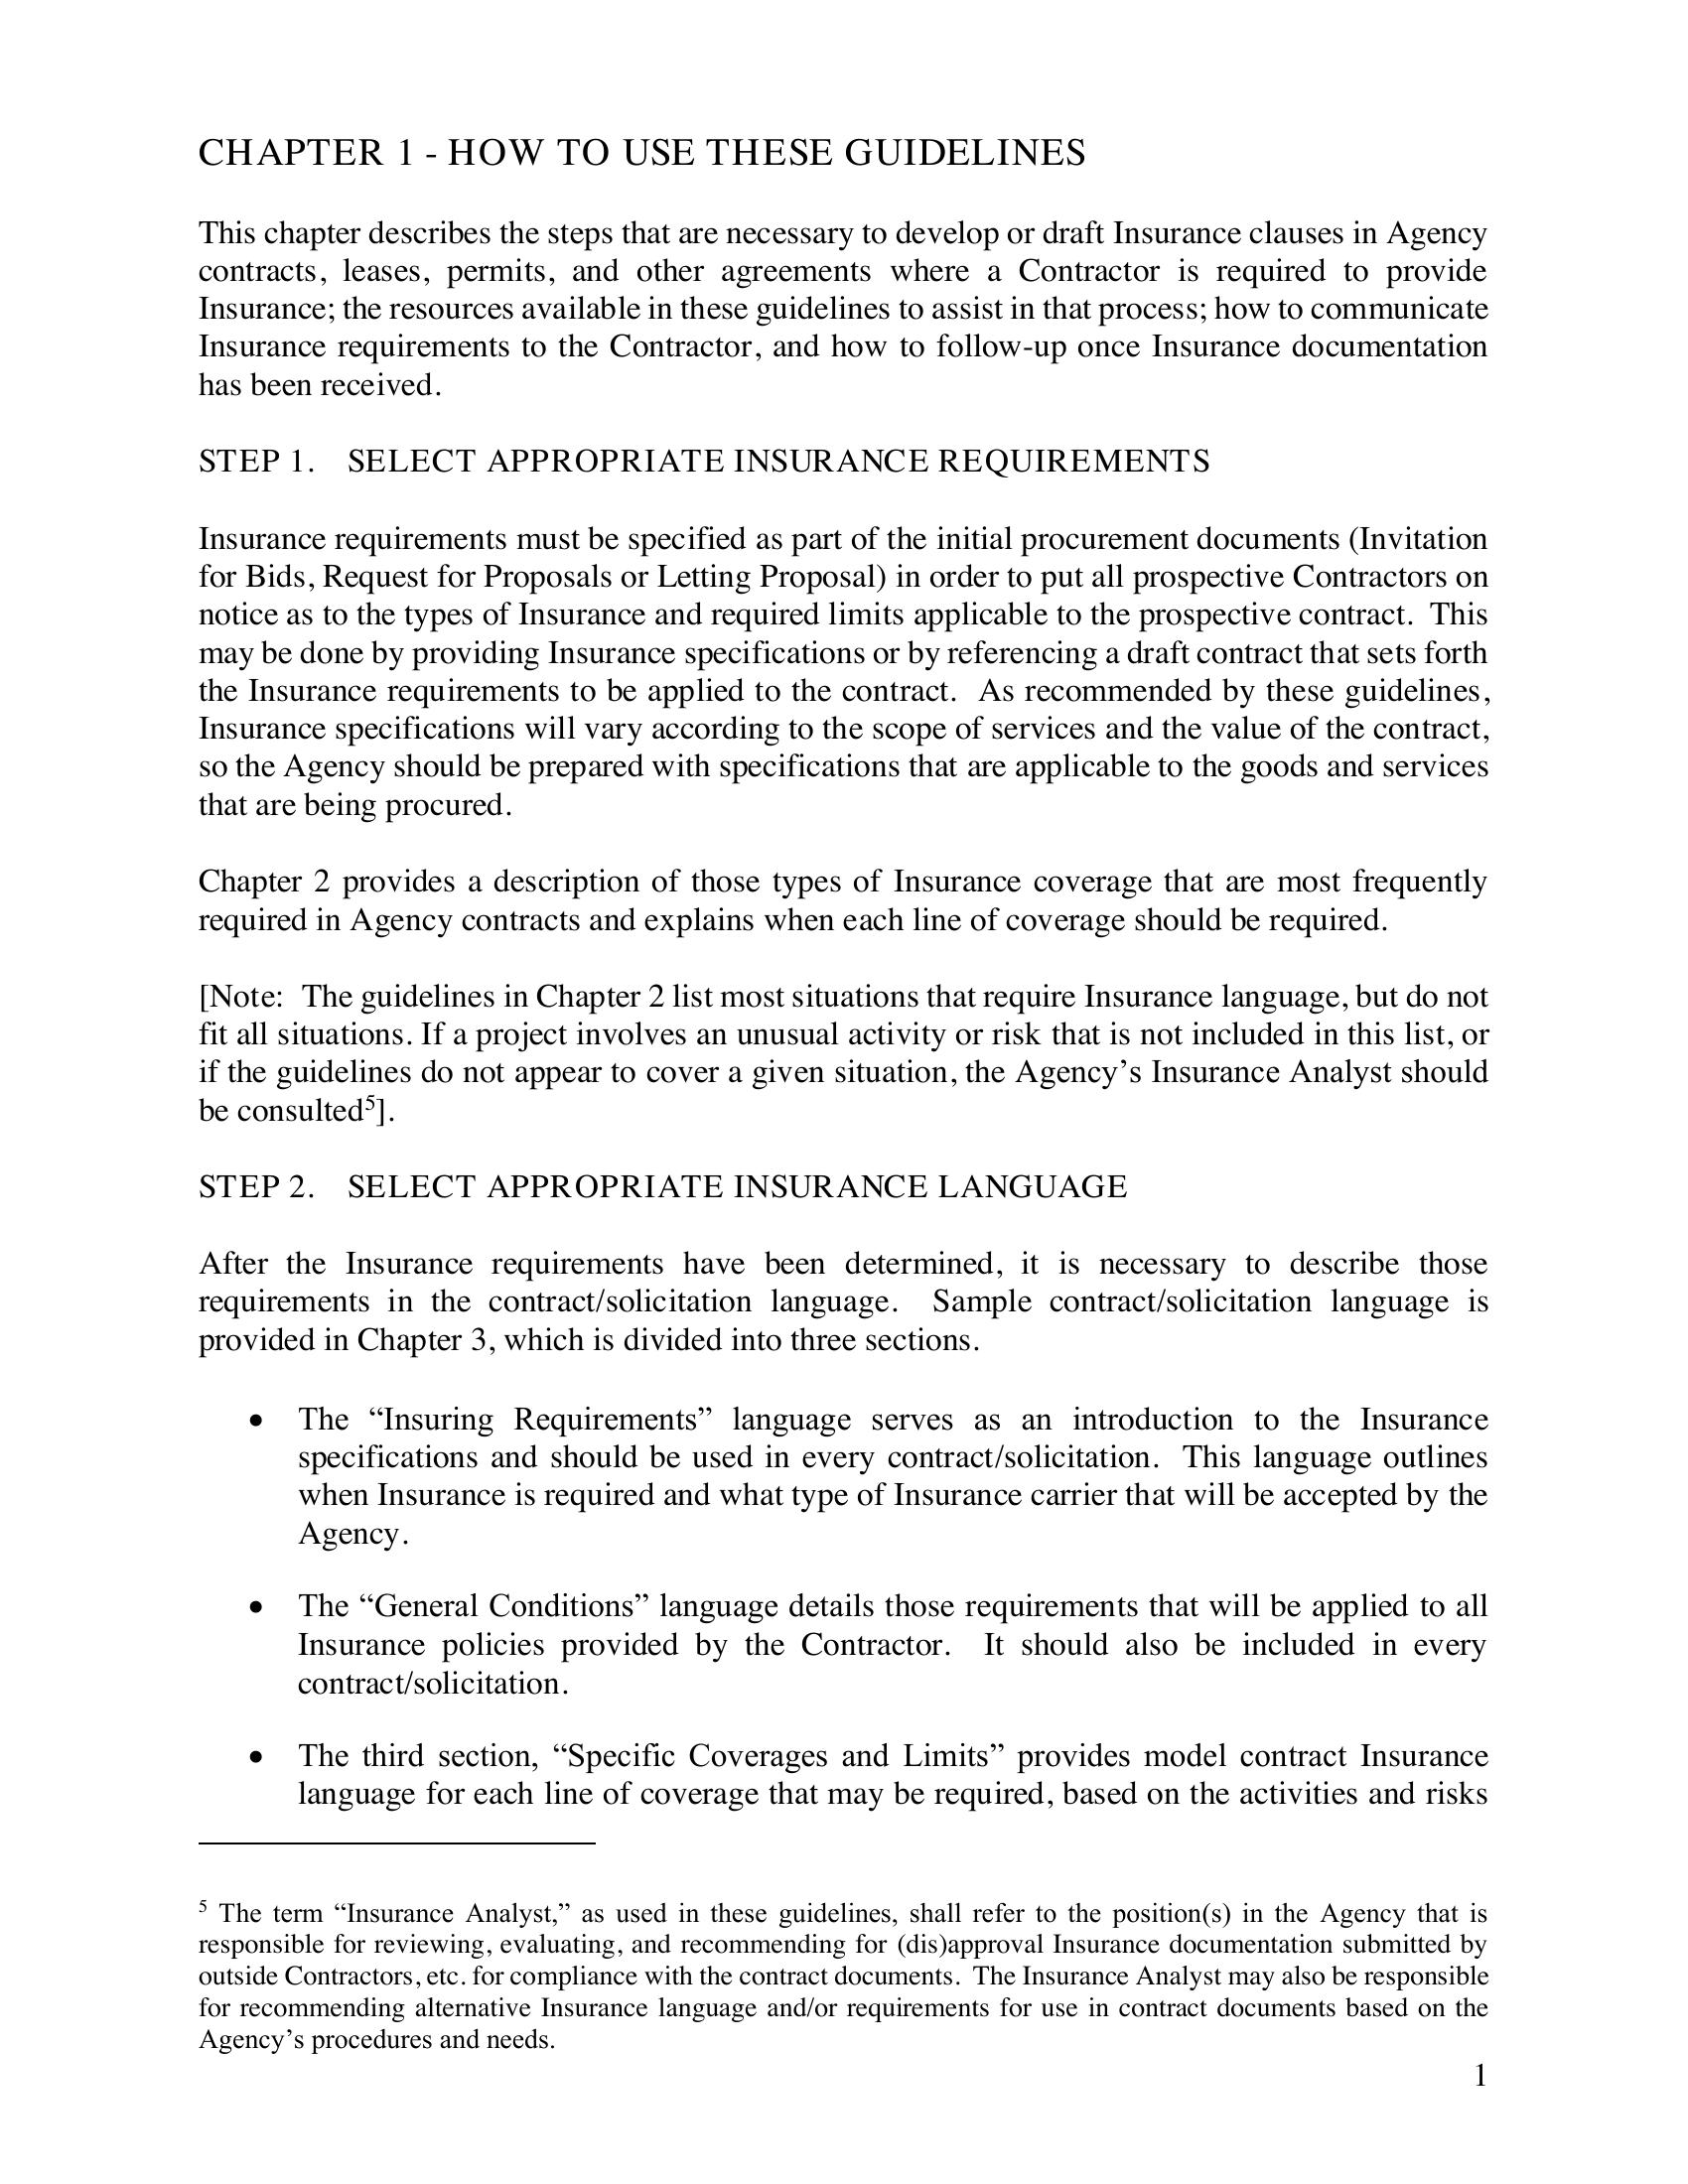 CHAPTER 1 - HOW TO USE THESE GUIDELINES
This chapter describes the steps that are necessary to develop or draft Insurance clauses in Agency
contracts, leases, permits, and other agreements where a Contractor is required to provide
Insurance; the resources available in these guidelines to assist in that process; how to communicate
Insurance requirements to the Contractor, and how to follow-up once Insurance documentation
has been received.
STEP 1. SELECT APPROPRIATE INSURANCE REQUIREMENTS
Insurance requirements must be specified as part of the initial procurement documents (Invitation
for Bids, Request for Proposals or Letting Proposal) in order to put all prospective Contractors on
notice as to the types of Insurance and required limits applicable to the prospective contract. This
may be done by providing Insurance specifications or by referencing a draft contract that sets forth
the Insurance requirements to be applied to the contract. As recommended by these guidelines,
Insurance specifications will vary according to the scope of services and the value of the contract,
so the Agency should be prepared with specifications that are applicable to the goods and services
that are being procured.
Chapter 2 provides a description of those types of Insurance coverage that are most frequently
required in Agency contracts and explains when each line of coverage should be required.
[Note: The guidelines in Chapter 2 list most situations that require Insurance language, but do not
fit all situations. If a project involves an unusual activity or risk that is not included in this list, or
if the guidelines do not appear to cover a given situation, the Agency’s Insurance Analyst should
be consulted⁵].
STEP 2. SELECT APPROPRIATE INSURANCE LANGUAGE
After the Insurance requirements have been determined, it is necessary to describe those
requirements in the contract/solicitation language. Sample contract/solicitation language is
provided in Chapter 3, which is divided into three sections.
• The “Insuring Requirements” language serves as an introduction to the Insurance
specifications and should be used in every contract/solicitation. This language outlines
when Insurance is required and what type of Insurance carrier that will be accepted by the
Agency.
• The “General Conditions” language details those requirements that will be applied to all
Insurance policies provided by the Contractor. It should also be included in every
contract/solicitation.
• The third section, “Specific Coverages and Limits” provides model contract Insurance
language for each line of coverage that may be required, based on the activities and risks
⁵ The term “Insurance Analyst,” as used in these guidelines, shall refer to the position(s) in the Agency that is
responsible for reviewing, evaluating, and recommending for (dis)approval Insurance documentation submitted by
outside Contractors, etc. for compliance with the contract documents. The Insurance Analyst may also be responsible
for recommending alternative Insurance language and/or requirements for use in contract documents based on the
Agency’s procedures and needs.
1